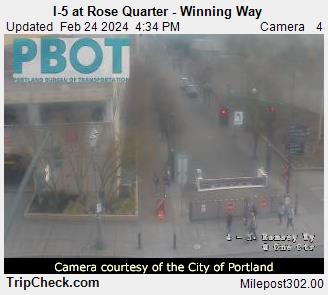 I-5 at Rose Quarter - Winning Way
Updated Feb 24 2024 4:34 PM Camera 4
PBOT
PORTLAND BUREAU OF TRANSPORTATION
Camera courtesy of the City of Portland
TripCheck.com Milepost302.00